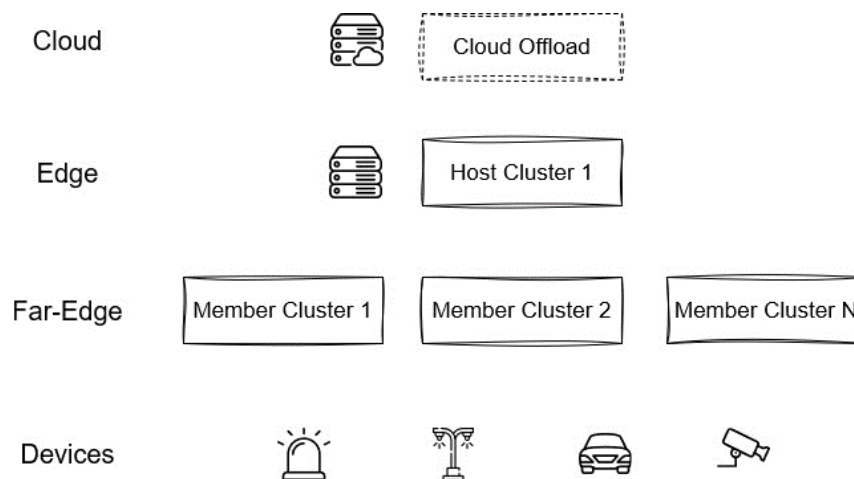 Cloud
Cloud Offload
Edge
Host Cluster 1
Far-Edge
Member Cluster 1
Member Cluster 2
Member Cluster N
Devices